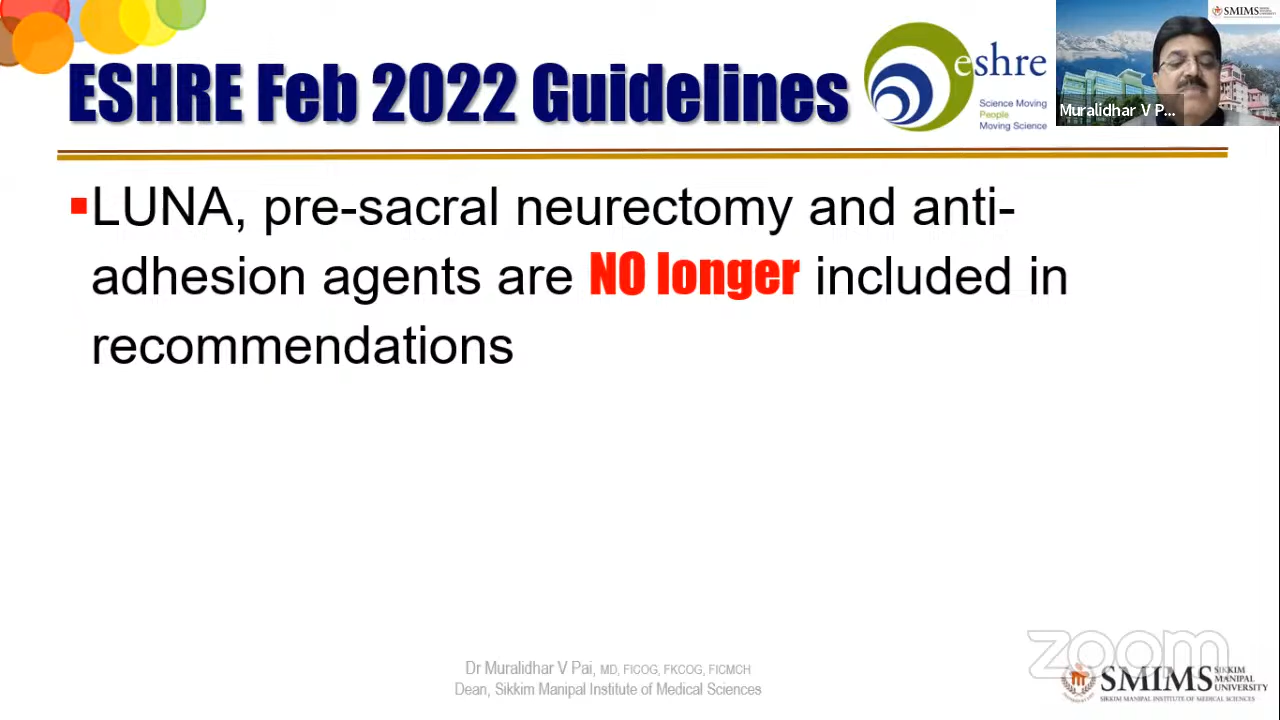 ESHRE Feb 2022 Guidelines
eshre
Science Moving
People
Moving Science
SMIMS
Muralidhar V P...
LUNA, pre-sacral neurectomy and anti-
adhesion agents are NO longer included in
recommendations
Dr Muralidhar V Pai, MD, FICOG, FKCOG, FICMCH
Dean, Sikkim Manipal Institute of Medical Sciences
zoom
SMIMS
SIKKIM
MANIPAL
UNIVERSITY
SIKKIM MANIPAL INSTITUTE OF MEDICAL SCIENCES